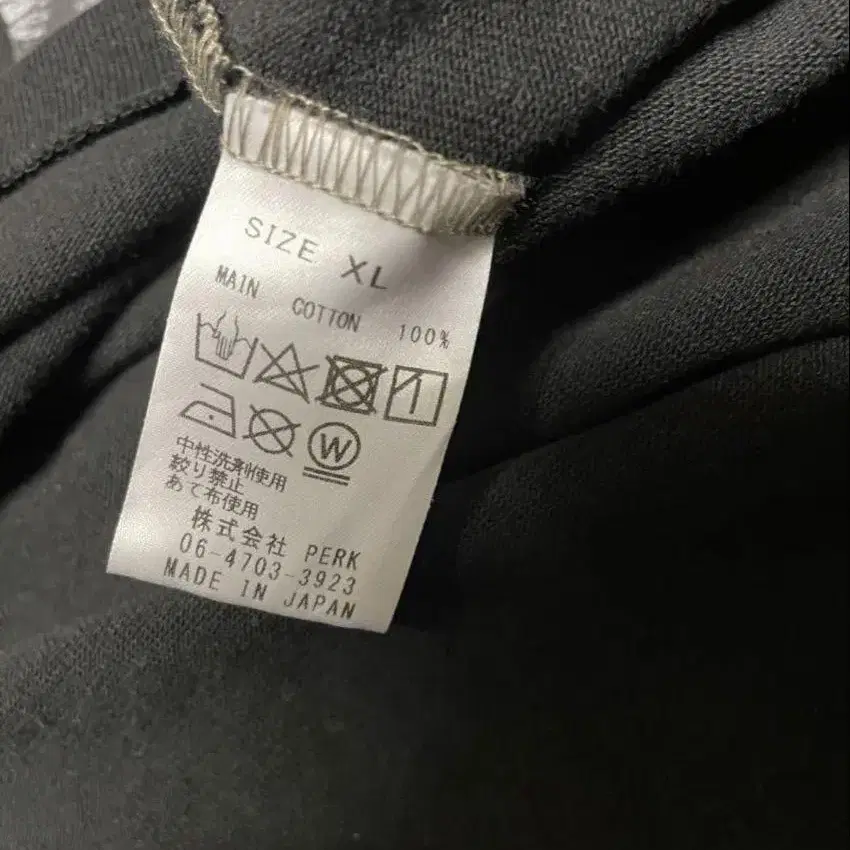 SIZE XL
MAIN COTTON 100%
W
中性洗剤使用
絞り禁止
あて布使用
株式会社 PERK
06-4703-3923
MADE IN JAPAN